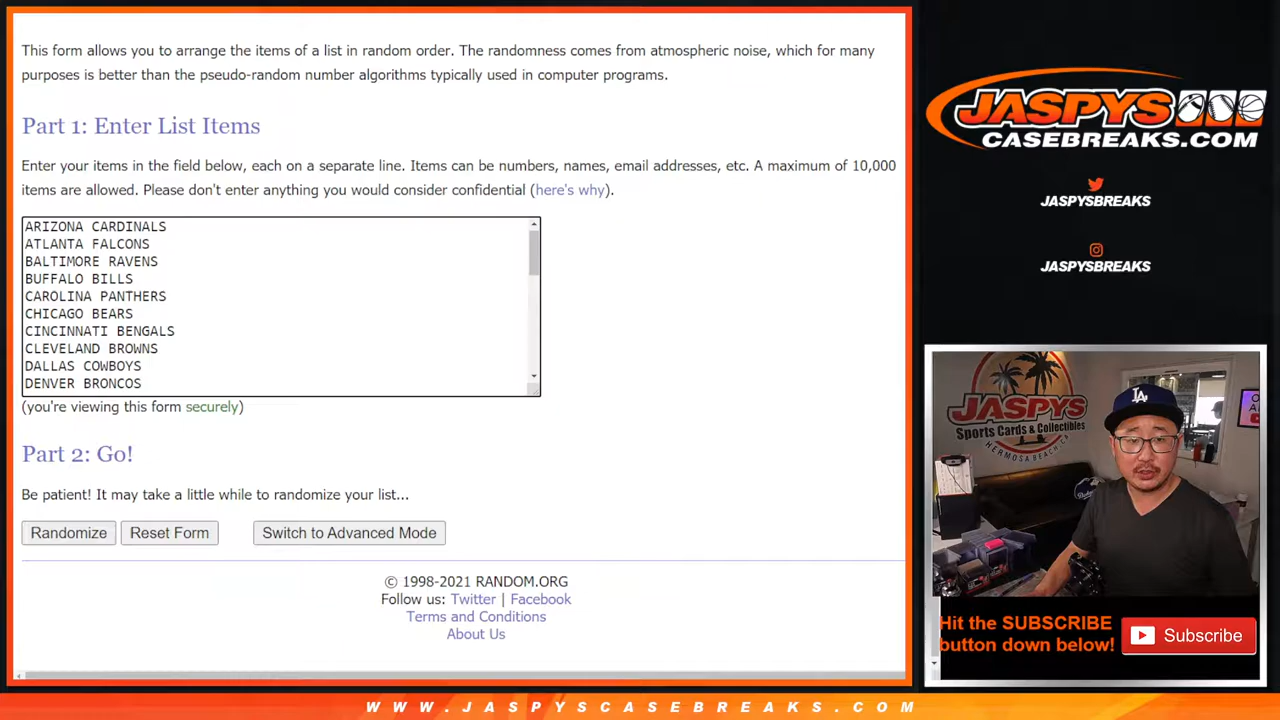 This form allows you to arrange the items of a list in random order. The randomness comes from atmospheric noise, which for many
purposes is better than the pseudo-random number algorithms typically used in computer programs.
Part 1: Enter List Items
Enter your items in the field below, each on a separate line. Items can be numbers, names, email addresses, etc. A maximum of 10,000
items are allowed. Please don't enter anything you would consider confidential (here's why).
ARIZONA CARDINALS
ATLANTA FALCONS
BALTIMORE RAVENS
BUFFALO BILLS
CAROLINA PANTHERS
CHICAGO BEARS
CINCINNATI BENGALS
CLEVELAND BROWNS
DALLAS COWBOYS
DENVER BRONCOS
(you're viewing this form securely)
Part 2: Go!
Be patient! It may take a little while to randomize your list...
Randomize Reset Form Switch to Advanced Mode
© 1998-2021 RANDOM.ORG
Follow us: Twitter | Facebook
Terms and Conditions
About Us
JASPYS
CASEBREAKS.COM
JASPYSBREAKS
JASPYSBREAKS
JASPYS
Sports Cards & Collectibles
HERMOSA BEACH, CA
LA
Hit the SUBSCRIBE
button down below!
Subscribe
WWW.JASPYSCASEBREAKS.COM